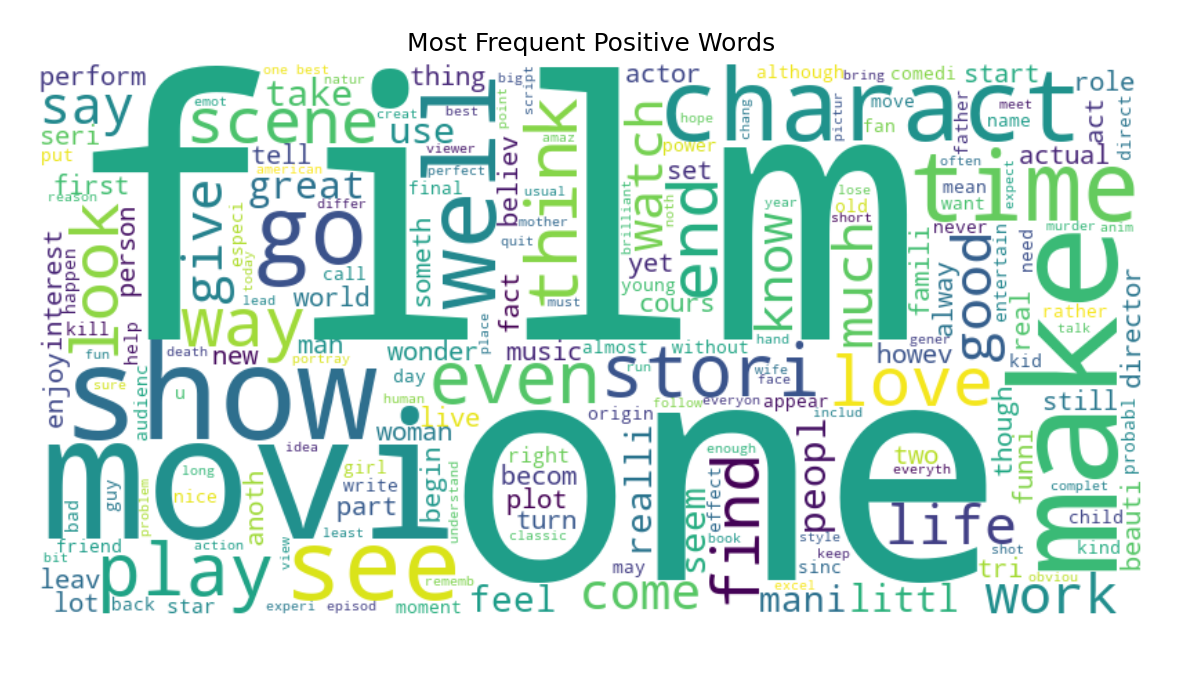 Most Frequent Positive Words
perform
one best
natur
take
thing
big
script
actor
although
bring
comedi
start
role
say
emot
scene
creat
use
best
point
film
well
think
amaz
hope
charact
chang
pictur
move
fan
father
name
meet
act
direct
seri
put
tell
viewer
perfect
believ
watch
power
set
often
actual
first
reason
american
great
final
usual
brilliant
noth
end
year
lose
old
short
mean
want
expect
time
look
person
give
especi
today
differ
go
someth
mother
quit
yet
young
cours
know
much
famili
never
alway
good
entertain
need
murder
anim
enjoy
interest
happen
kill
help
call
lead
world
fact
must
real
rather
talk
make
director
fun
way
man
place
music
almost
without
hand
gener
kid
sure
death
new
portray
wonder
even
stori
run
wife
face
love
howev
audienc
show
u
day
human
live
origin
follow
everyon
appear
includ
though
funni
still
probabl
movi
idea
woman
one
right
becom
plot
turn
classic
realli
enough
peopl
two
everyth
life
complet
child
beauti
bad
guy
problem
long
nice
anoth
girl
write
part
least
begin
understand
seem
effect
book
find
style
keep
sinc
shot
kind
friend
bit
action
view
see
rememb
may
tri
obviou
leav
lot
play
back
star
experi
episod
moment
feel
come
excel
mani
littl
work